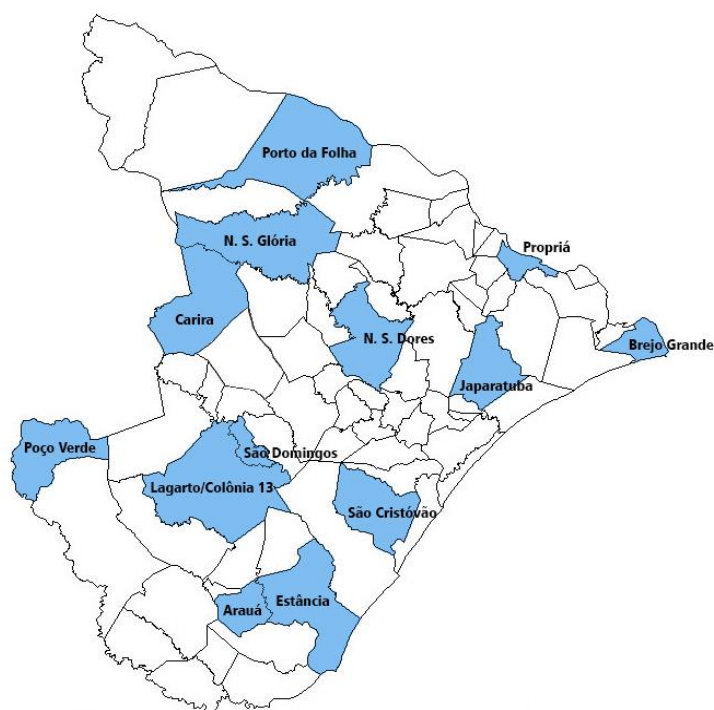 Porto da Folha
N. S. Glória
Propriá
Carira
N. S. Dores
Brejo Grande
Japaratuba
Poço Verde
São Domingos
Lagarto/Colônia 13
São Cristóvão
Arauá
Estância